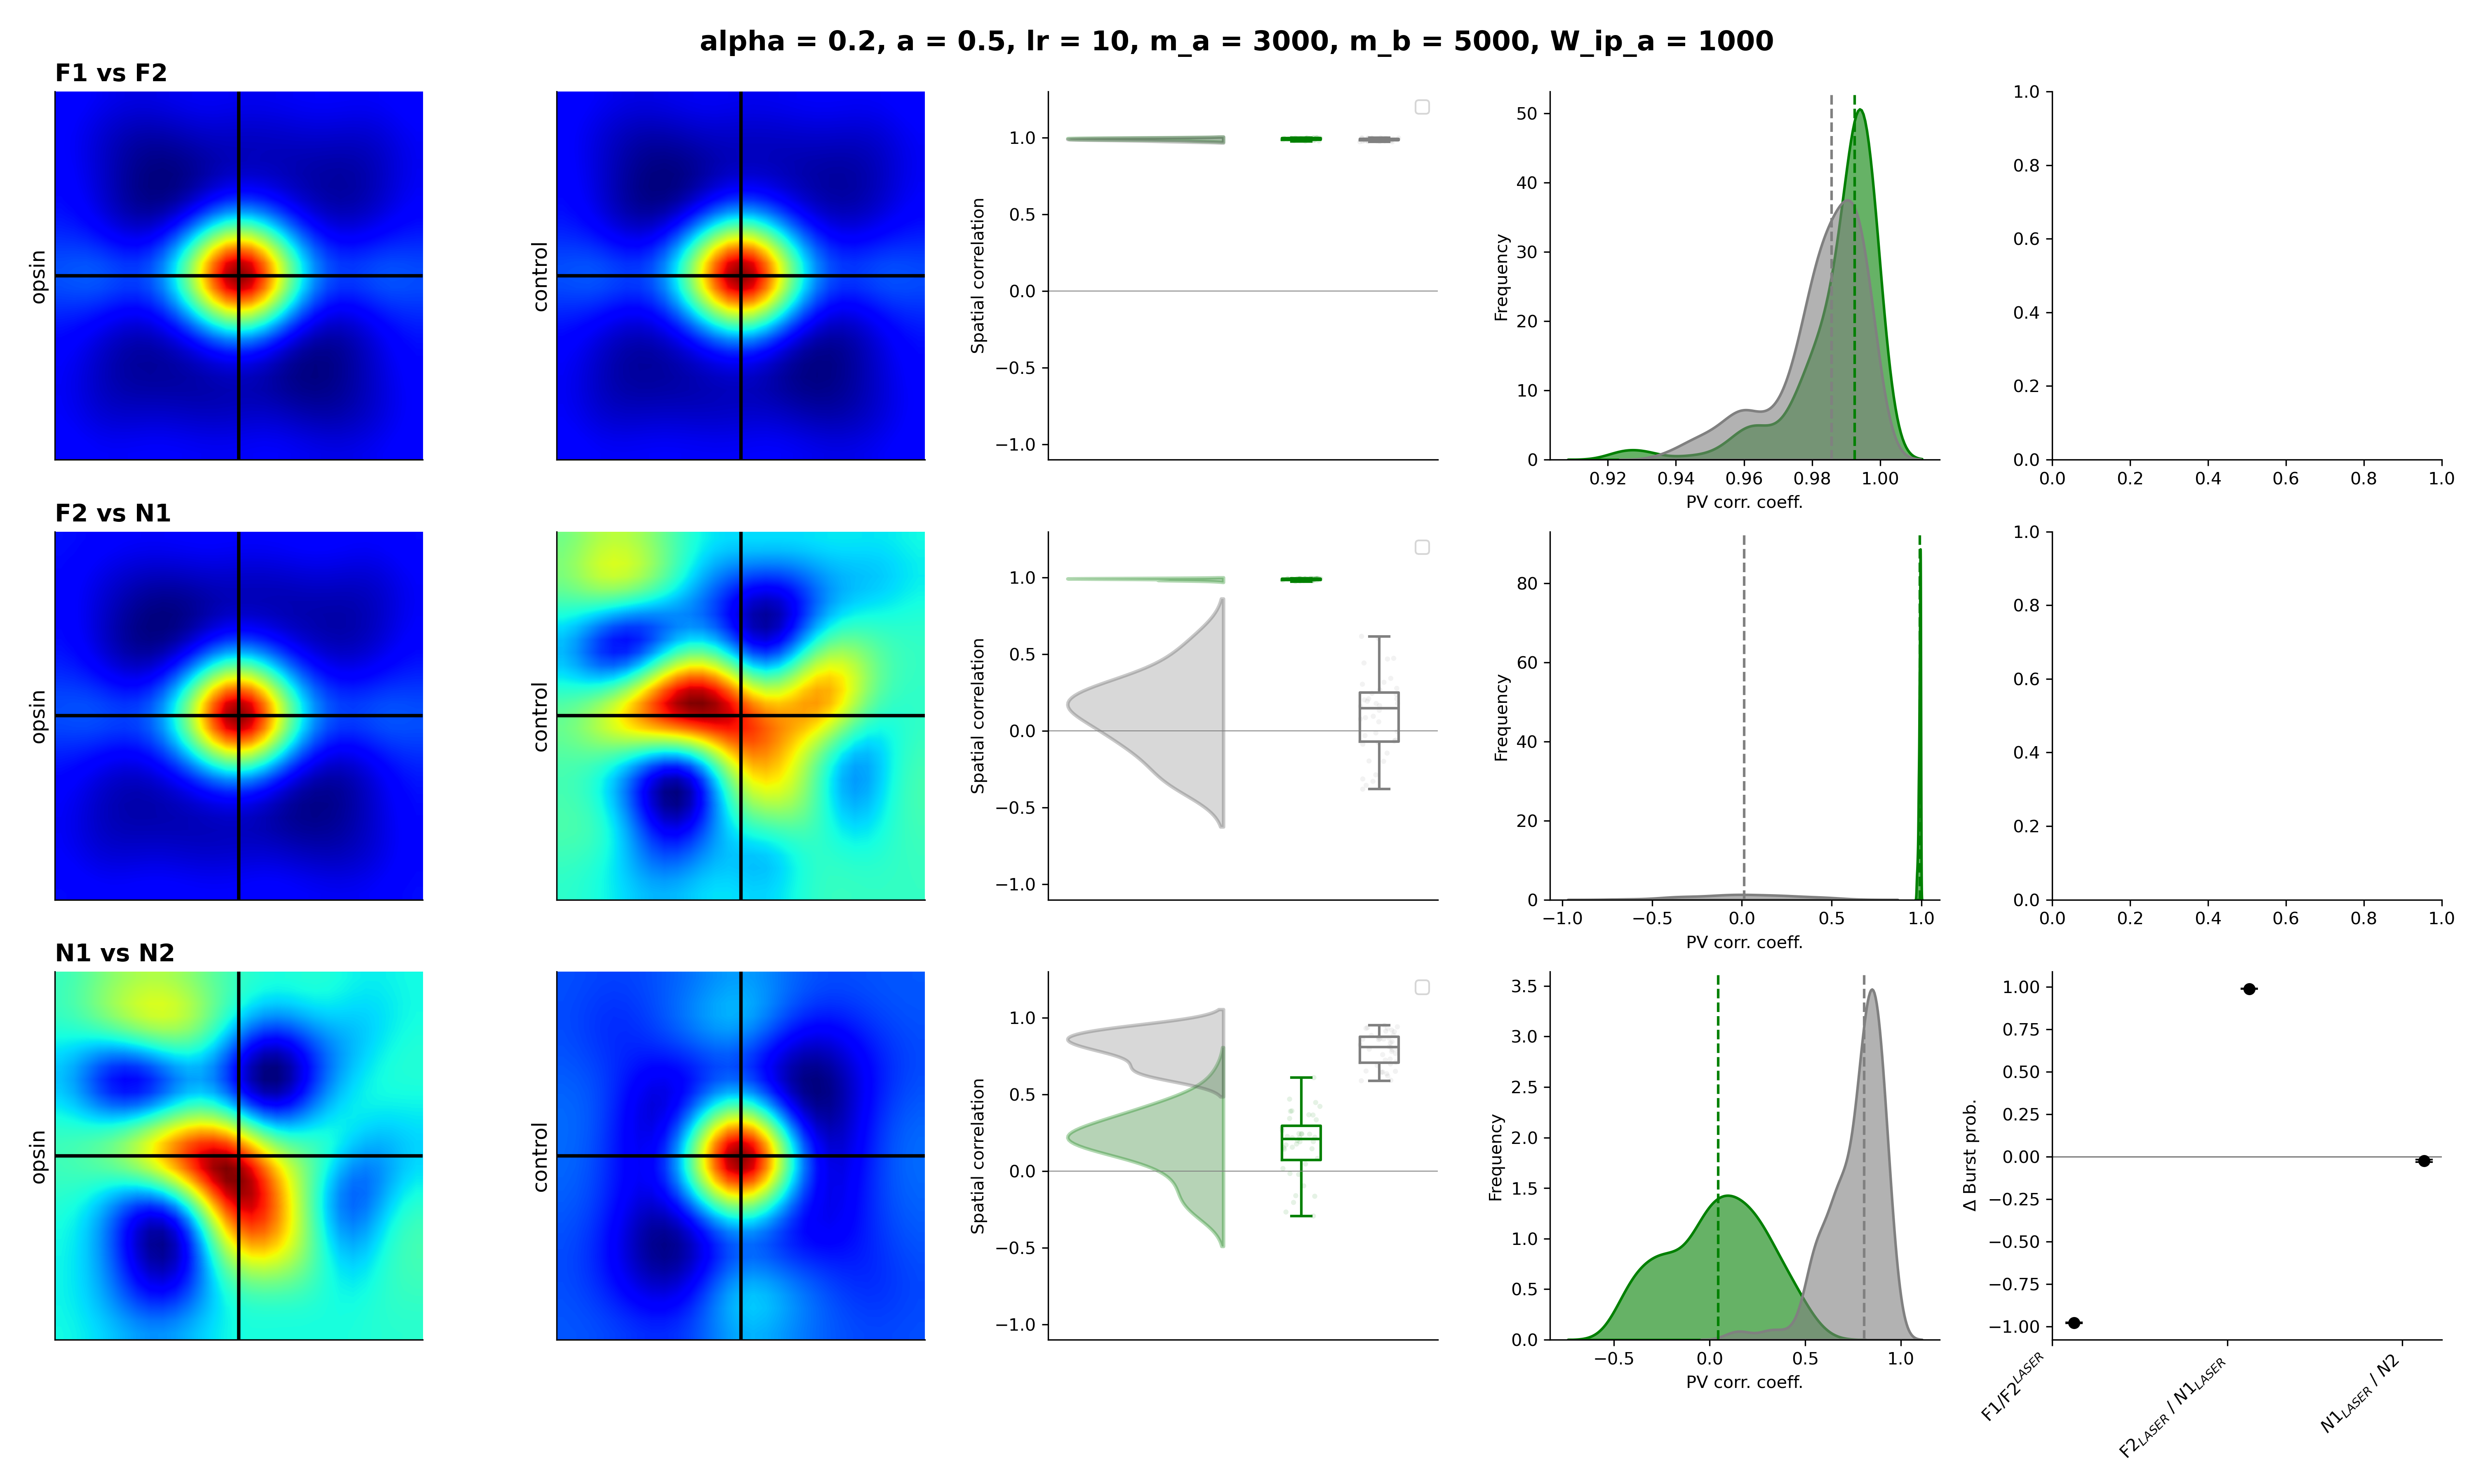 alpha = 0.2, a = 0.5, lr = 10, m_a = 3000, m_b = 5000, W_ip_a = 1000
F1 vs F2
opsin
control
Spatial correlation
1.0
0.5
0.0
−0.5
−1.0
Frequency
50
40
30
20
10
0
0.92 0.94 0.96 0.98 1.00
PV corr. coeff.
1.0
0.8
0.6
0.4
0.2
0.0
0.0 0.2 0.4 0.6 0.8 1.0
F2 vs N1
opsin
control
Spatial correlation
1.0
0.5
0.0
−0.5
−1.0
Frequency
80
60
40
20
0
−1.0 −0.5 0.0 0.5 1.0
PV corr. coeff.
1.0
0.8
0.6
0.4
0.2
0.0
0.0 0.2 0.4 0.6 0.8 1.0
N1 vs N2
opsin
control
Spatial correlation
1.0
0.5
0.0
−0.5
−1.0
Frequency
3.5
3.0
2.5
2.0
1.5
1.0
0.5
0.0
−0.5 0.0 0.5 1.0
PV corr. coeff.
Δ Burst prob.
1.00
0.75
0.50
0.25
0.00
−0.25
−0.50
−0.75
−1.00
F1/F2^LASER
F2_LASER / N1_LASER
N1_LASER / N2